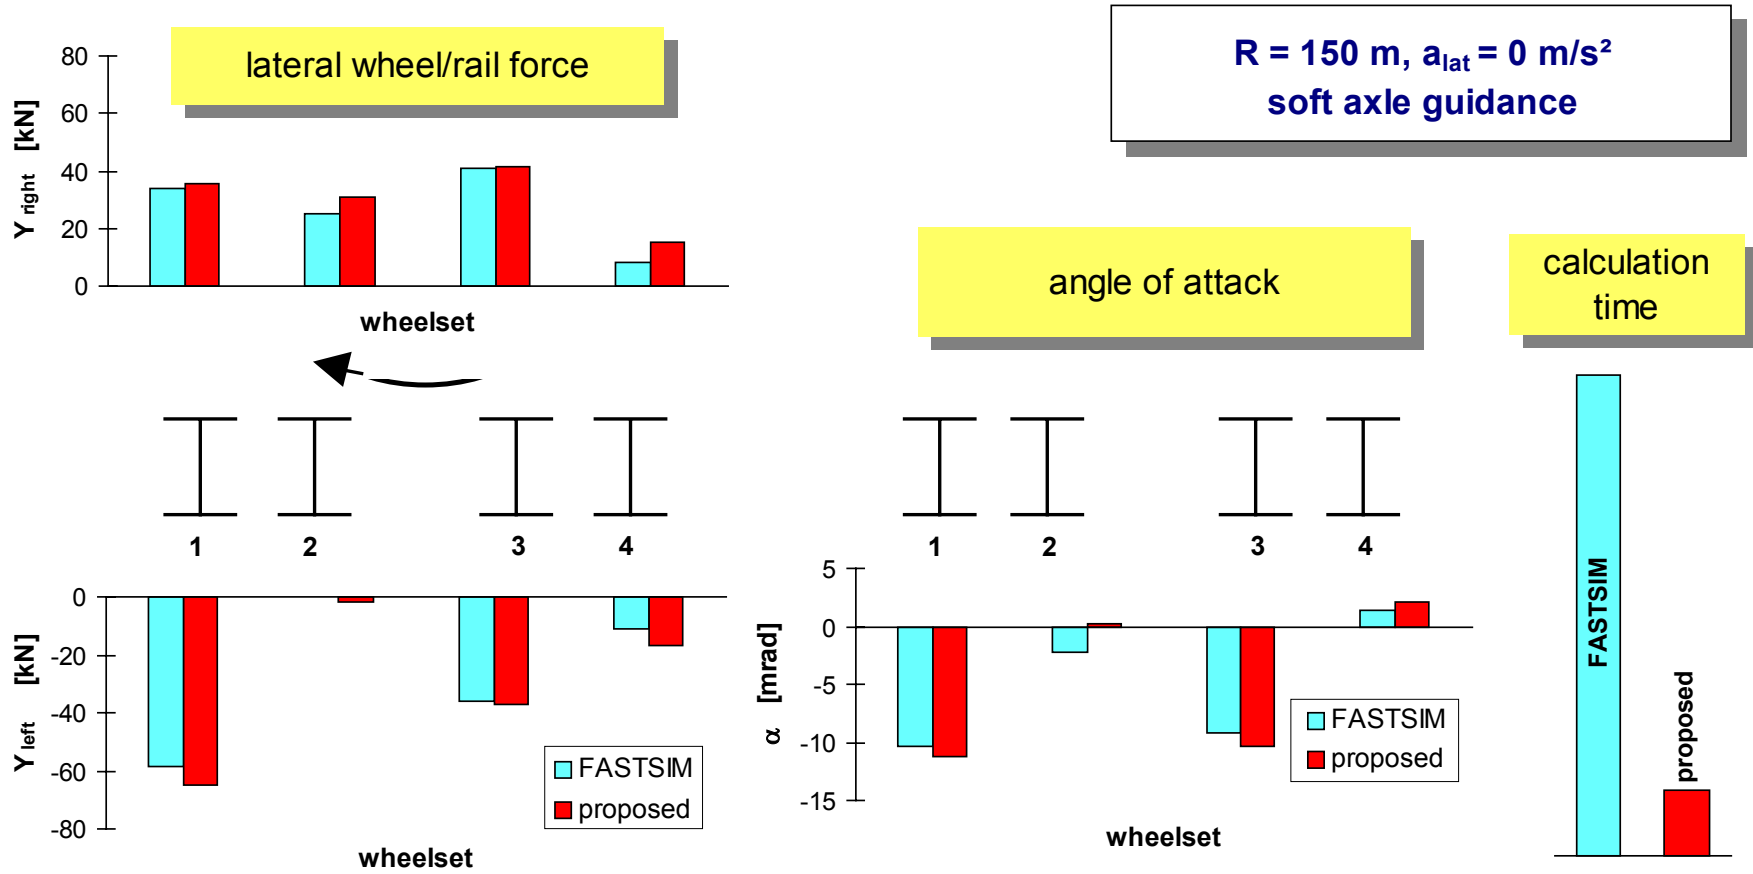 lateral wheel/rail force
80
60
40
20
0
Y right [kN]
wheelset
R = 150 m, alat = 0 m/s²
soft axle guidance
angle of attack
calculation
time
1 2 3 4
0
-20
-40
-60
-80
Y left [kN]
FASTSIM
proposed
wheelset
1 2 3 4
5
0
-5
-10
-15
α [mrad]
FASTSIM
proposed
wheelset
FASTSIM
proposed